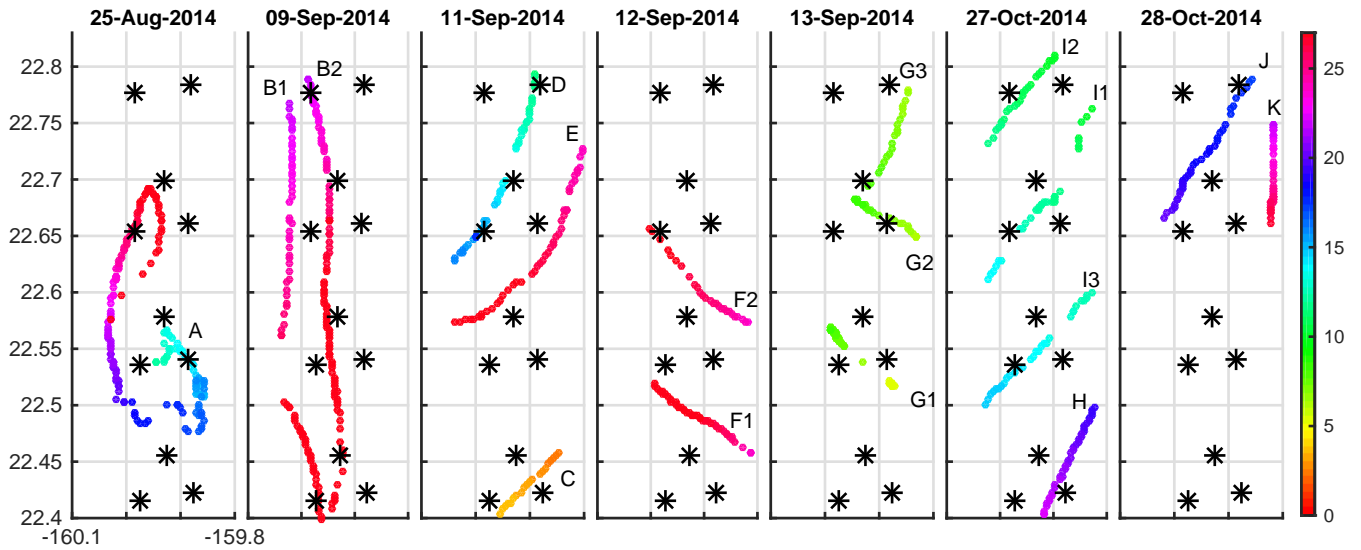 25-Aug-2014 09-Sep-2014 11-Sep-2014 12-Sep-2014 13-Sep-2014 27-Oct-2014 28-Oct-2014
22.8
22.75
22.7
22.65
22.6
22.55
22.5
22.45
22.4
-160.1 -159.8
A
B1
B2
D
E
C
F2
F1
G3
G2
G1
I2
I1
I3
H
J
K
25
20
15
10
5
0